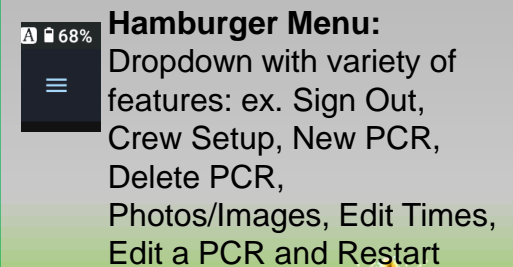 A 68%
Hamburger Menu:
Dropdown with variety of
features: ex. Sign Out,
Crew Setup, New PCR,
Delete PCR,
Photos/Images, Edit Times,
Edit a PCR and Restart